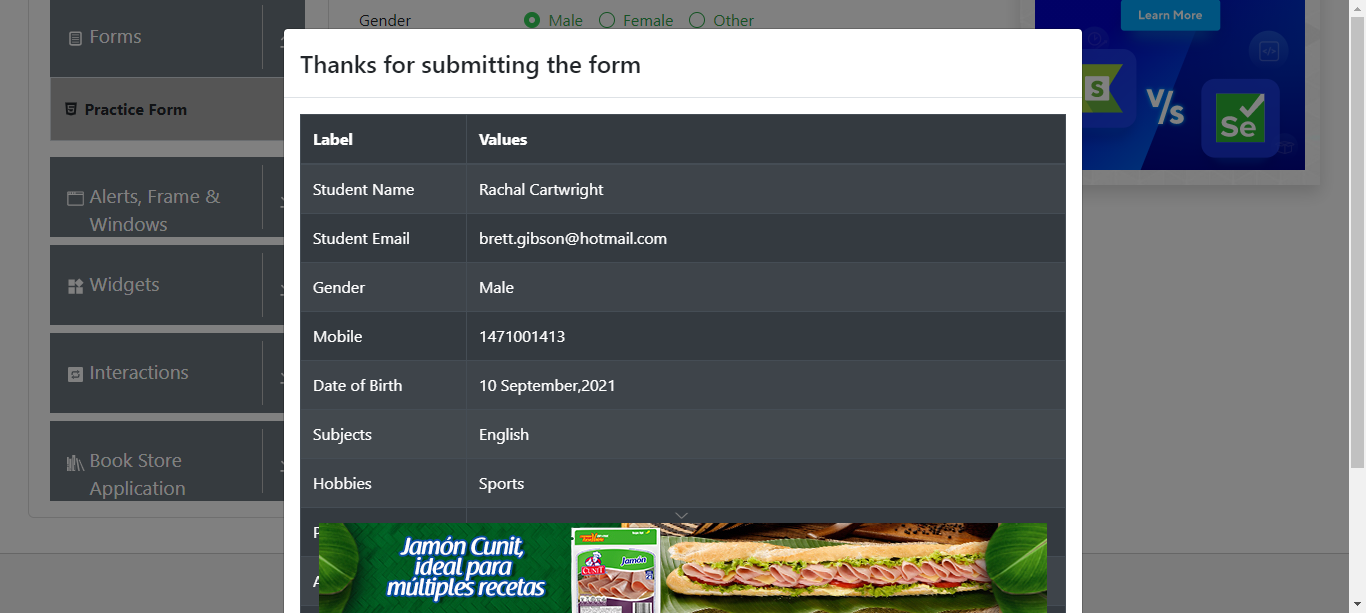 Gender Male Female Other
Learn More
Forms
Practice Form
Alerts, Frame &
Windows
Widgets
Interactions
Book Store
Application
Thanks for submitting the form
Label Values
Student Name Rachal Cartwright
Student Email brett.gibson@hotmail.com
Gender Male
Mobile 1471001413
Date of Birth 10 September,2021
Subjects English
Hobbies Sports
P
A
S V/s Se
Jamón Cunit,
ideal para
múltiples recetas
CUNIT
Jamón